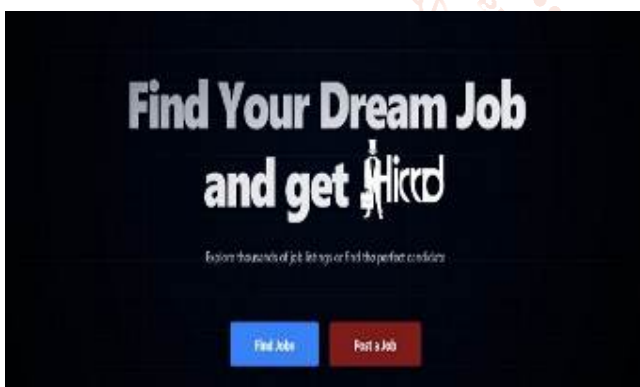 Find Your Dream Job
and get Hirrd
Explore thousands of job listings or find the perfect candidate
Find Jobs
Post a Job